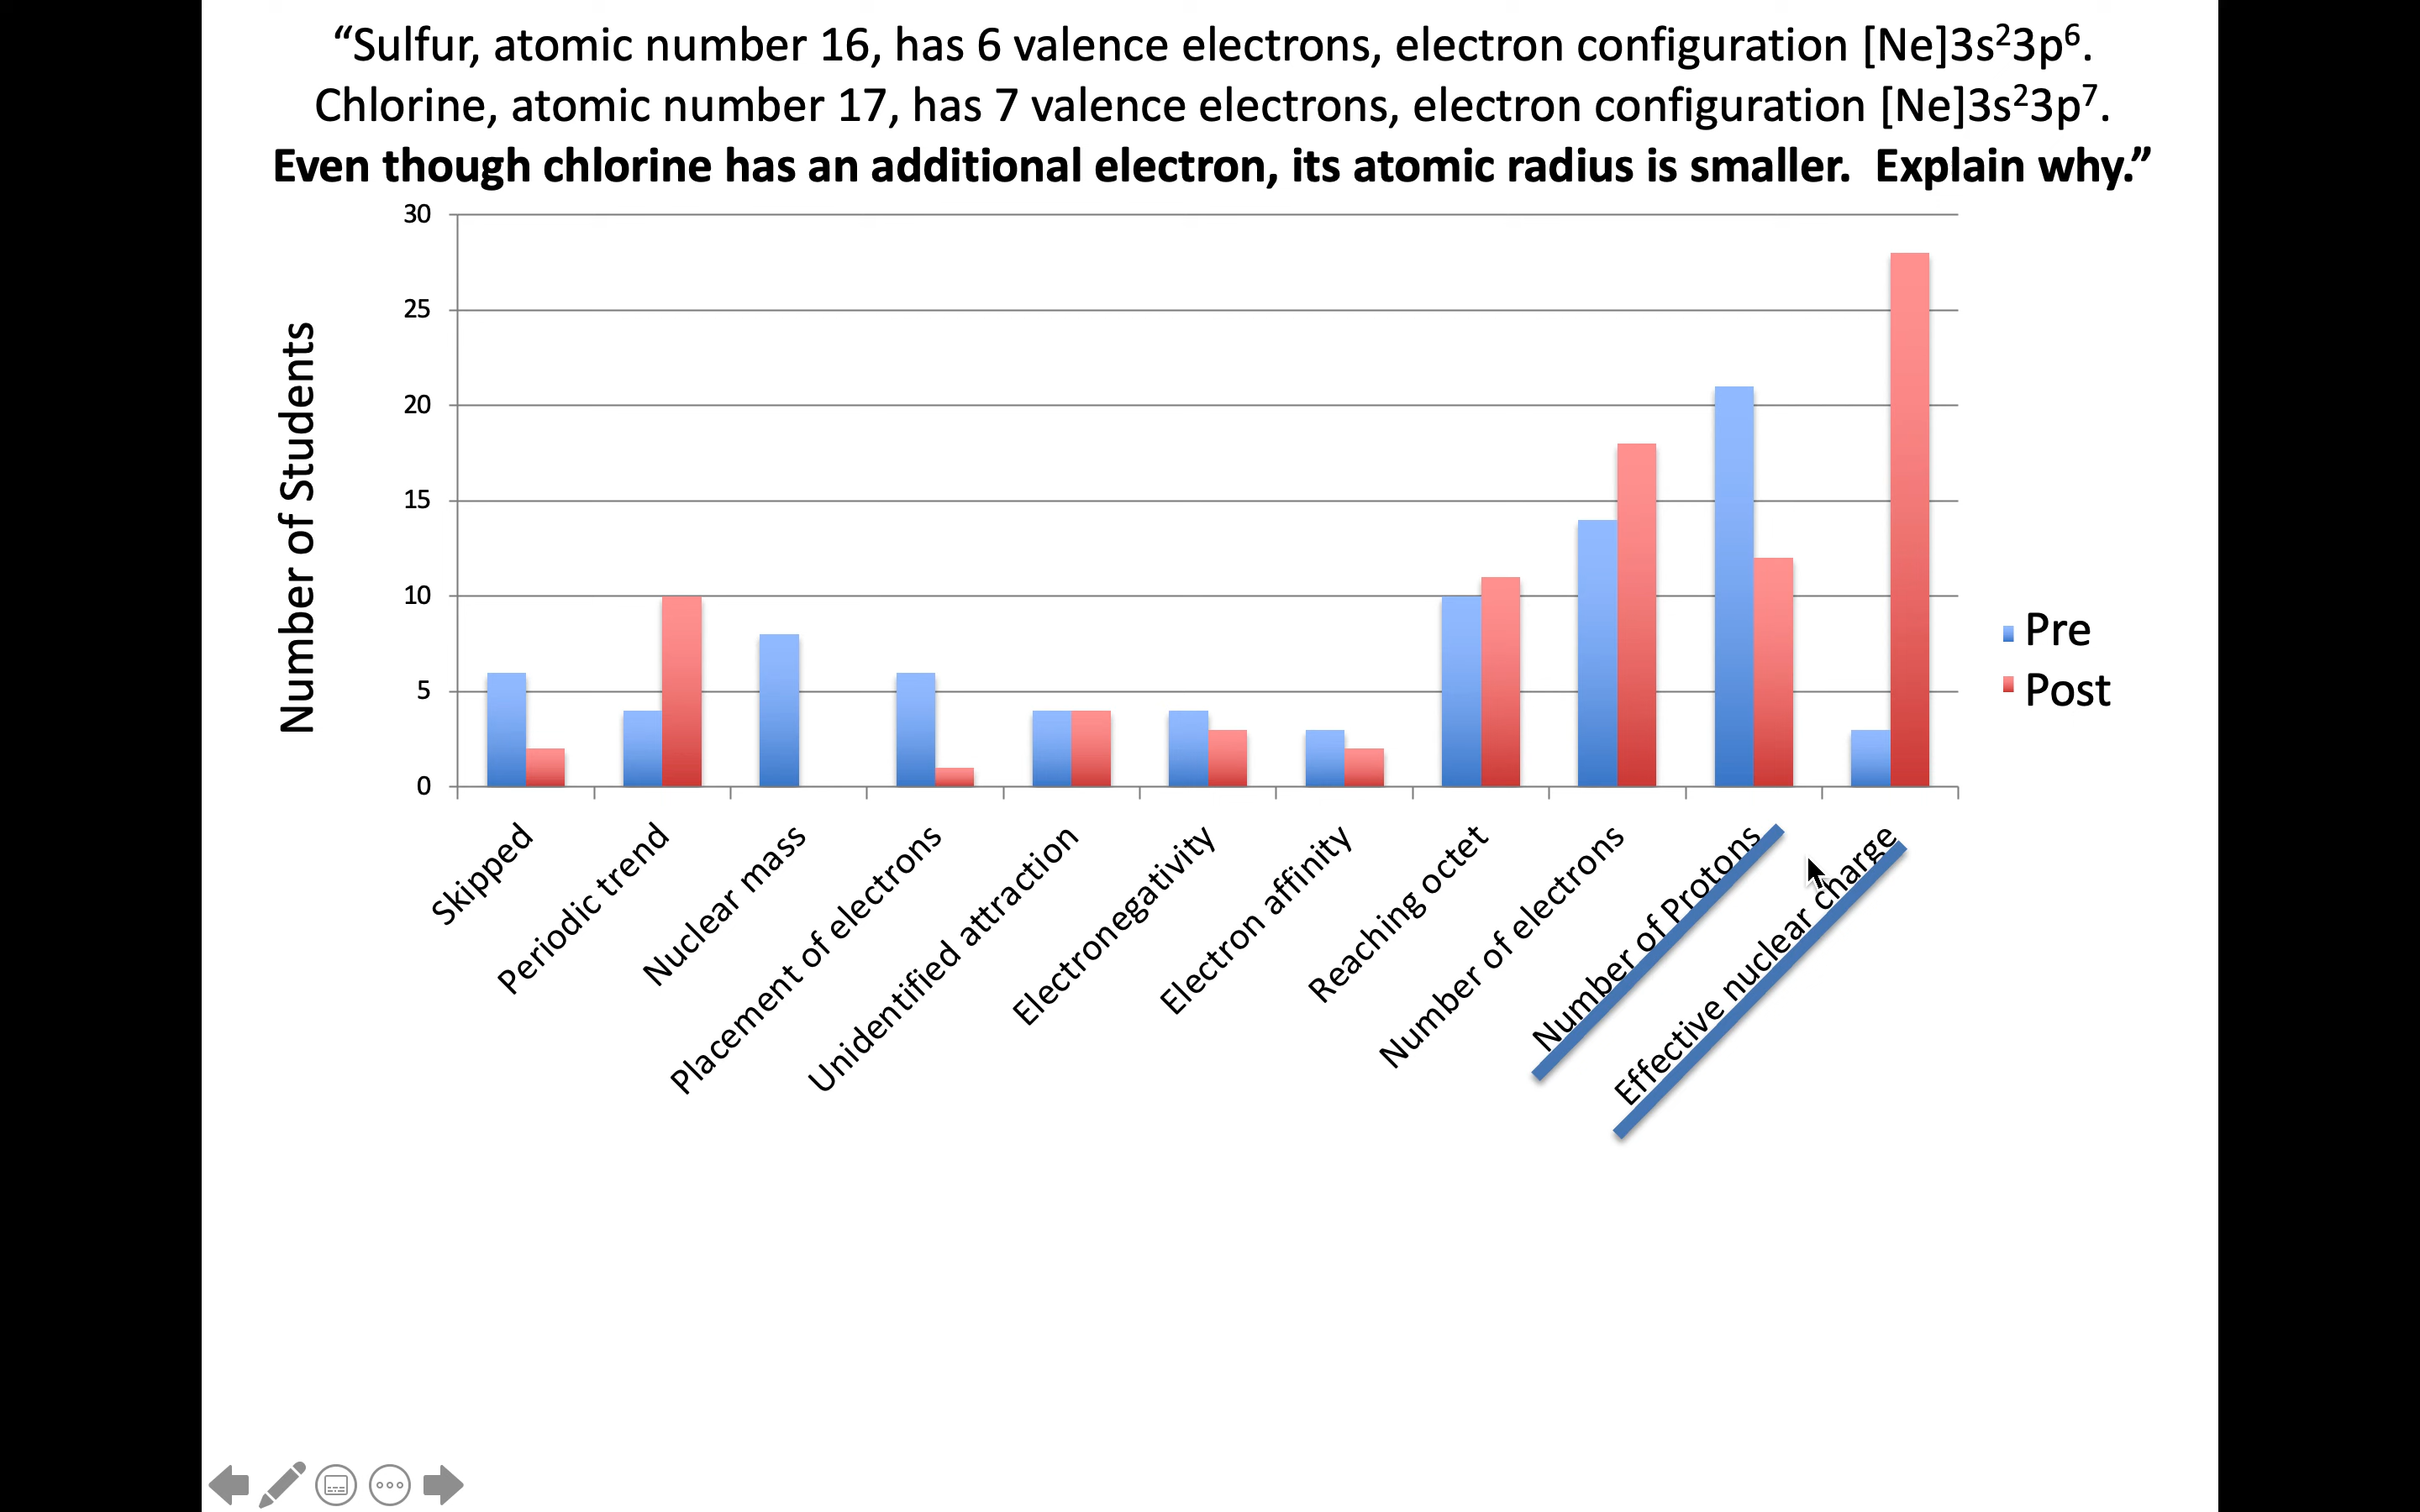 “Sulfur, atomic number 16, has 6 valence electrons, electron configuration [Ne]3s²3p⁶.
Chlorine, atomic number 17, has 7 valence electrons, electron configuration [Ne]3s²3p⁷.
Even though chlorine has an additional electron, its atomic radius is smaller.  Explain why.”
Number of Students
30
25
20
15
10
5
0
Pre
Post
Skipped
Periodic trend
Nuclear mass
Placement of electrons
Unidentified attraction
Electronegativity
Electron affinity
Reaching octet
Number of electrons
Number of Protons
Effective nuclear charge